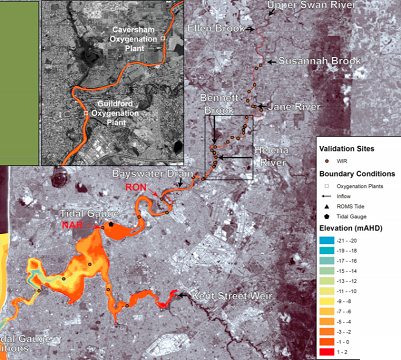 Upper Swan River
Ellen Brook
Caversham
Oxygenation
Plant
Susannah Brook
Guildford
Oxygenation
Plant
Bennett
Brook
Jane River
Helena
River
Bayswater Drain
RON
Tidal Gauge
NAR
Kent Street Weir
dal Gauge
itions
Validation Sites
WIR
Boundary Conditions
Oxygenation Plants
Inflow
ROMS Tide
Tidal Gauge
Elevation (mAHD)
-21 - -20
-19 - -18
-17 - -16
-15 - -14
-13 - -12
-11 - -10
-9 - -8
-7 - -6
-5 - -4
-3 - -2
-1 - 0
1 - 2